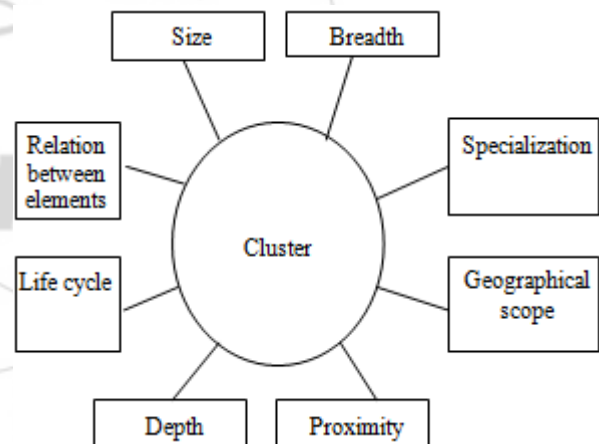 Size
Breadth
Relation
between
elements
Specialization
Cluster
Life cycle
Geographical
scope
Depth
Proximity